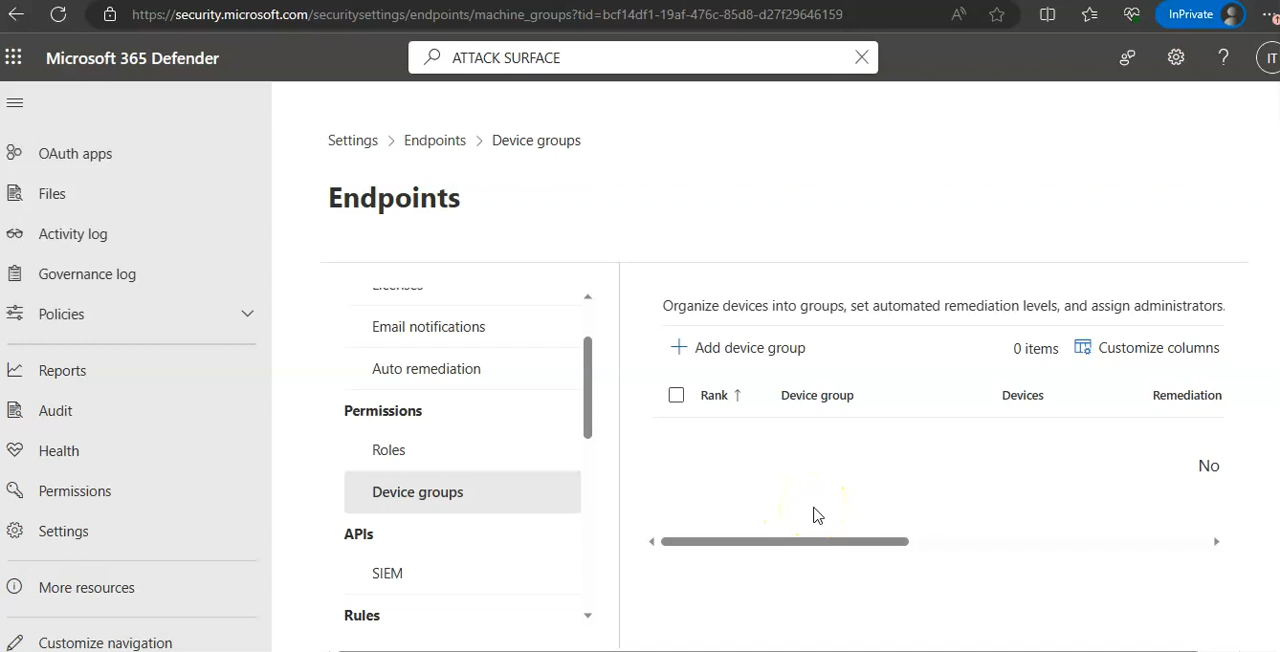 https://security.microsoft.com/securitysettings/endpoints/machine_groups?tid=bcf14df1-19af-476c-85d8-d27f29646159
InPrivate
Microsoft 365 Defender
ATTACK SURFACE
IT
OAuth apps
Files
Activity log
Governance log
Policies
Reports
Audit
Health
Permissions
Settings
More resources
Customize navigation
Settings > Endpoints > Device groups
Endpoints
Licenses
Email notifications
Auto remediation
Permissions
Roles
Device groups
APIs
SIEM
Rules
Organize devices into groups, set automated remediation levels, and assign administrators.
Add device group 0 items Customize columns
Rank ↑ Device group Devices Remediation
No